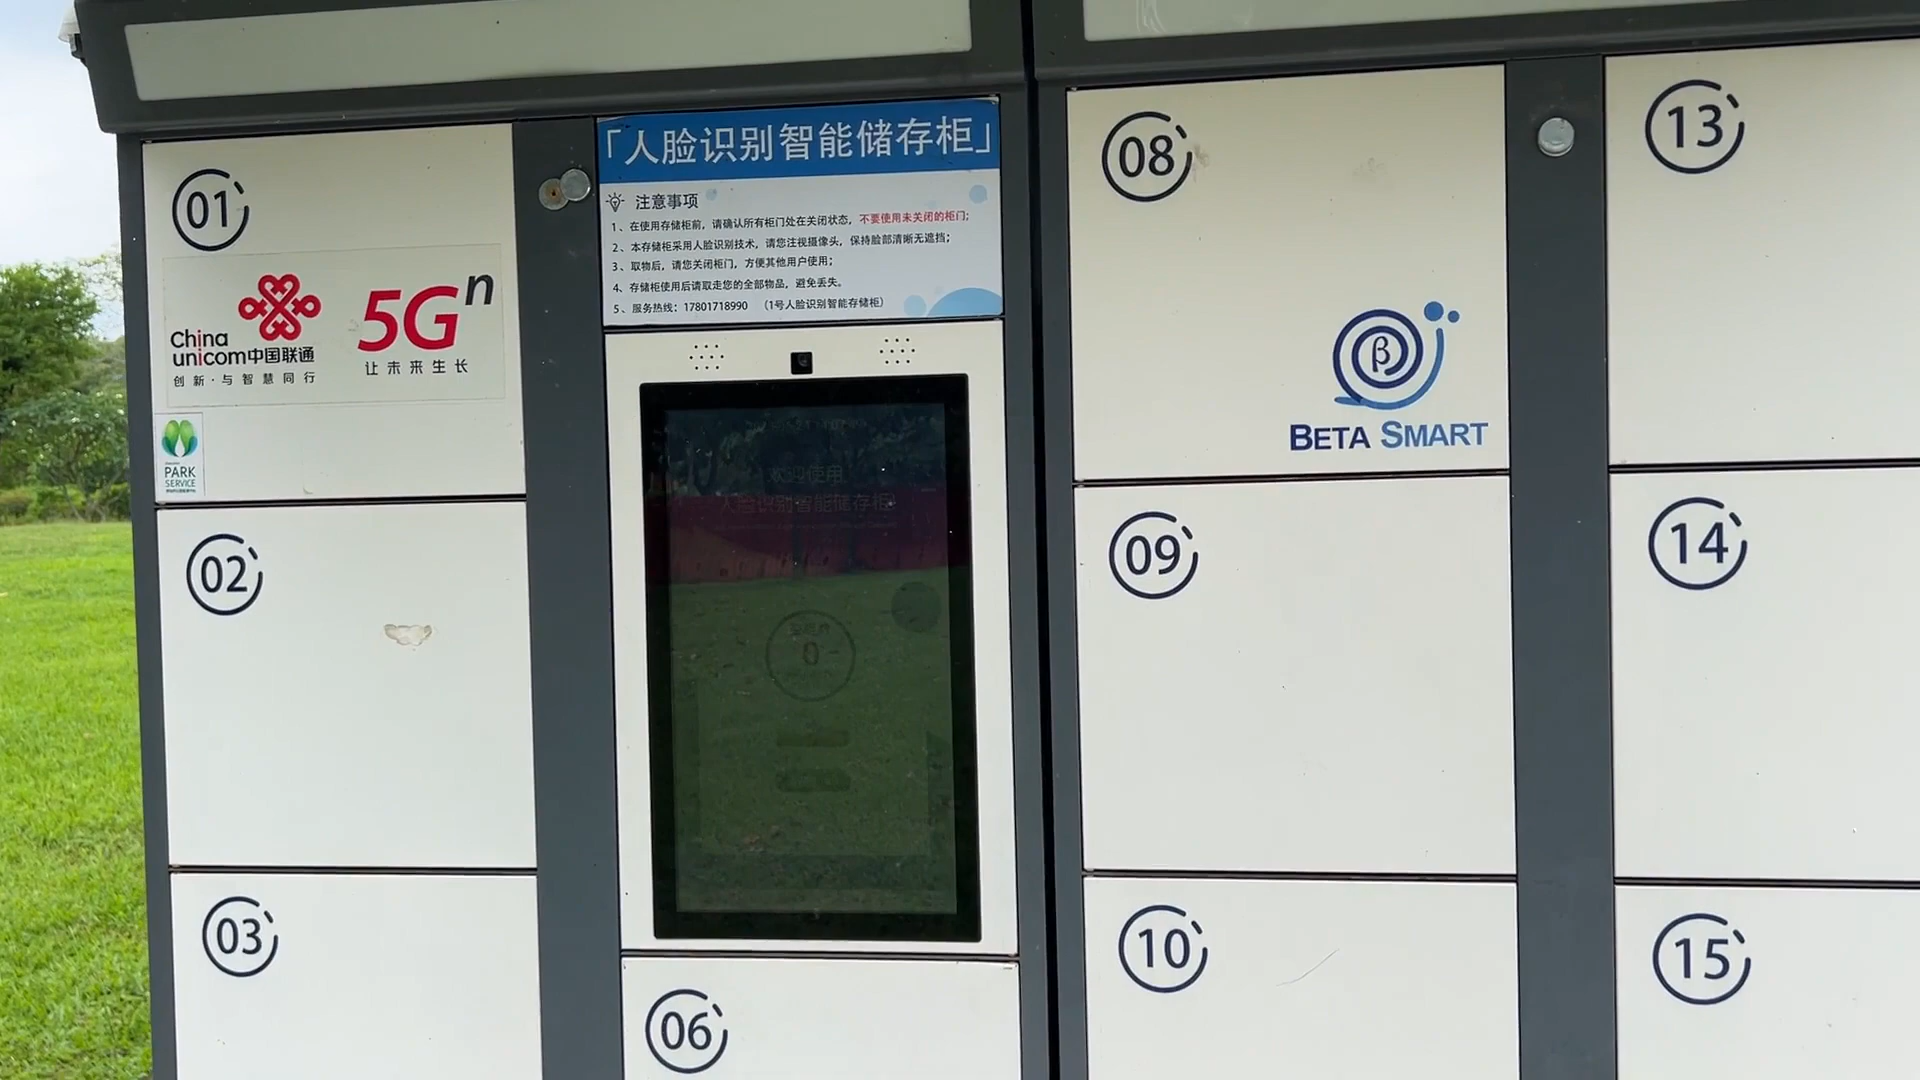 01
China
unicom中国联通
创新·与智慧同行
5Gⁿ
让未来生长
PARK
SERVICE
02
03
「人脸识别智能储存柜」
注意事项
1、在使用存储柜前，请确认所有柜门处在关闭状态，不要使用未关闭的柜门；
2、本存储柜采用人脸识别技术，请您注视摄像头，保持脸部清晰无遮挡；
3、取物后，请您关闭柜门，方便其他用户使用；
4、存储柜使用后请取走您的全部物品，避免丢失。
5、服务热线：17801718990 （1号人脸识别智能存储柜）
欢迎使用
人脸识别智能储存柜
0
06
08
β
BETA SMART
09
10
13
14
15